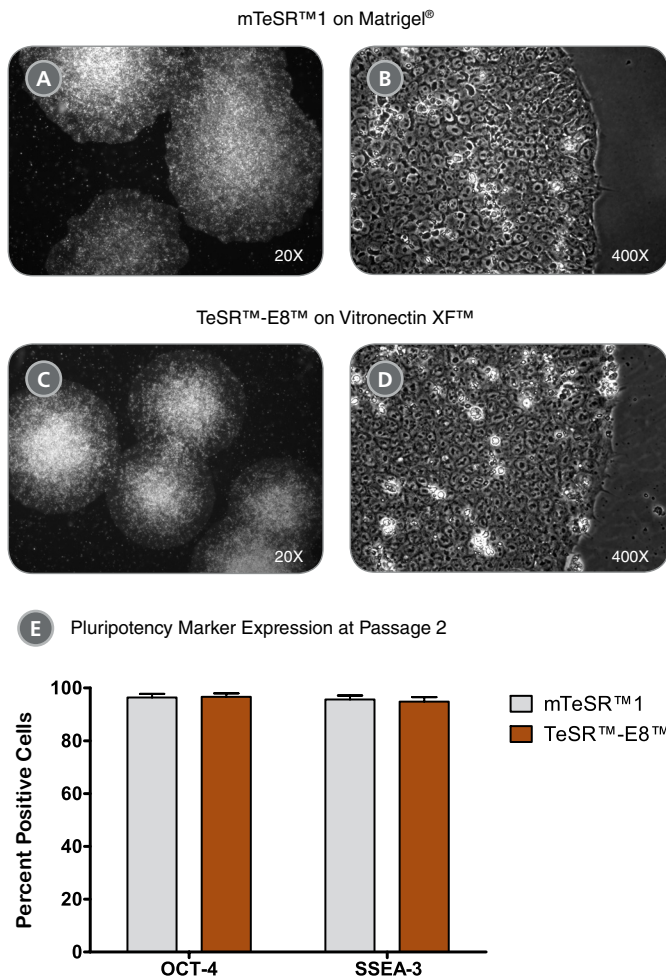 mTeSR™1 on Matrigel®
A
20X
B
400X
TeSR™-E8™ on Vitronectin XF™
C
20X
D
400X
E Pluripotency Marker Expression at Passage 2
Percent Positive Cells
100
80
60
40
20
0
OCT-4
SSEA-3
mTeSR™1
TeSR™-E8™